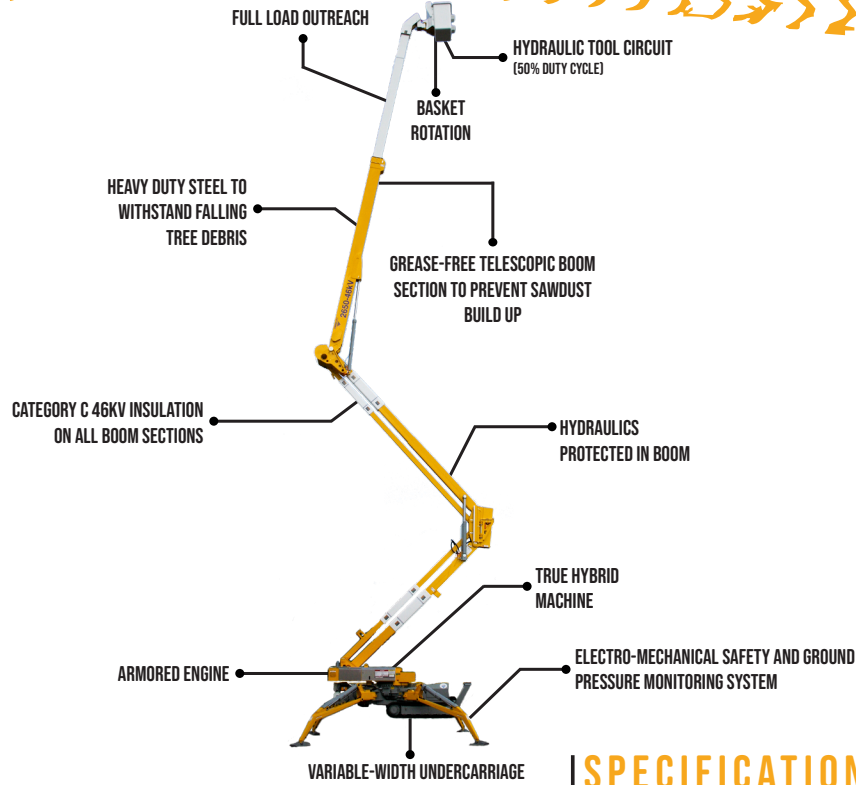 FULL LOAD OUTREACH
HYDRAULIC TOOL CIRCUIT
(50% DUTY CYCLE)
BASKET
ROTATION
HEAVY DUTY STEEL TO
WITHSTAND FALLING
TREE DEBRIS
GREASE-FREE TELESCOPIC BOOM
SECTION TO PREVENT SAWDUST
BUILD UP
2650-46kV
CATEGORY C 46KV INSULATION
ON ALL BOOM SECTIONS
HYDRAULICS
PROTECTED IN BOOM
TRUE HYBRID
MACHINE
ARMORED ENGINE
ELECTRO-MECHANICAL SAFETY AND GROUND
PRESSURE MONITORING SYSTEM
VARIABLE-WIDTH UNDERCARRIAGE
SPECIFICATION